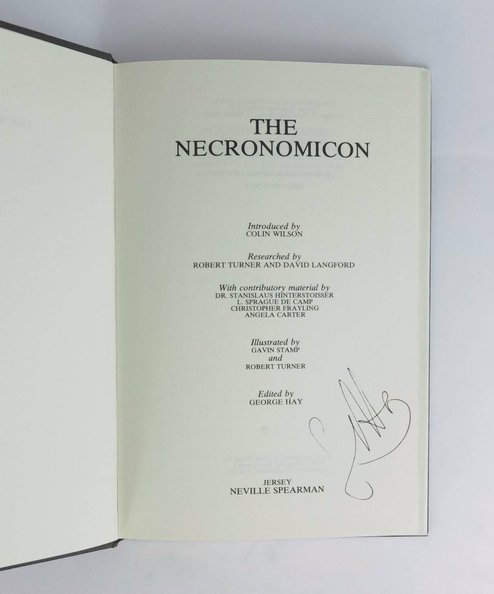 THE
NECRONOMICON
Introduced by
COLIN WILSON
Researched by
ROBERT TURNER AND DAVID LANGFORD
With contributory material by
DR. STANISLAUS HINTERSTOISSER
L. SPRAGUE DE CAMP
CHRISTOPHER FRAYLING
ANGELA CARTER
Illustrated by
GAVIN STAMP
and
ROBERT TURNER
Edited by
GEORGE HAY
JERSEY
NEVILLE SPEARMAN